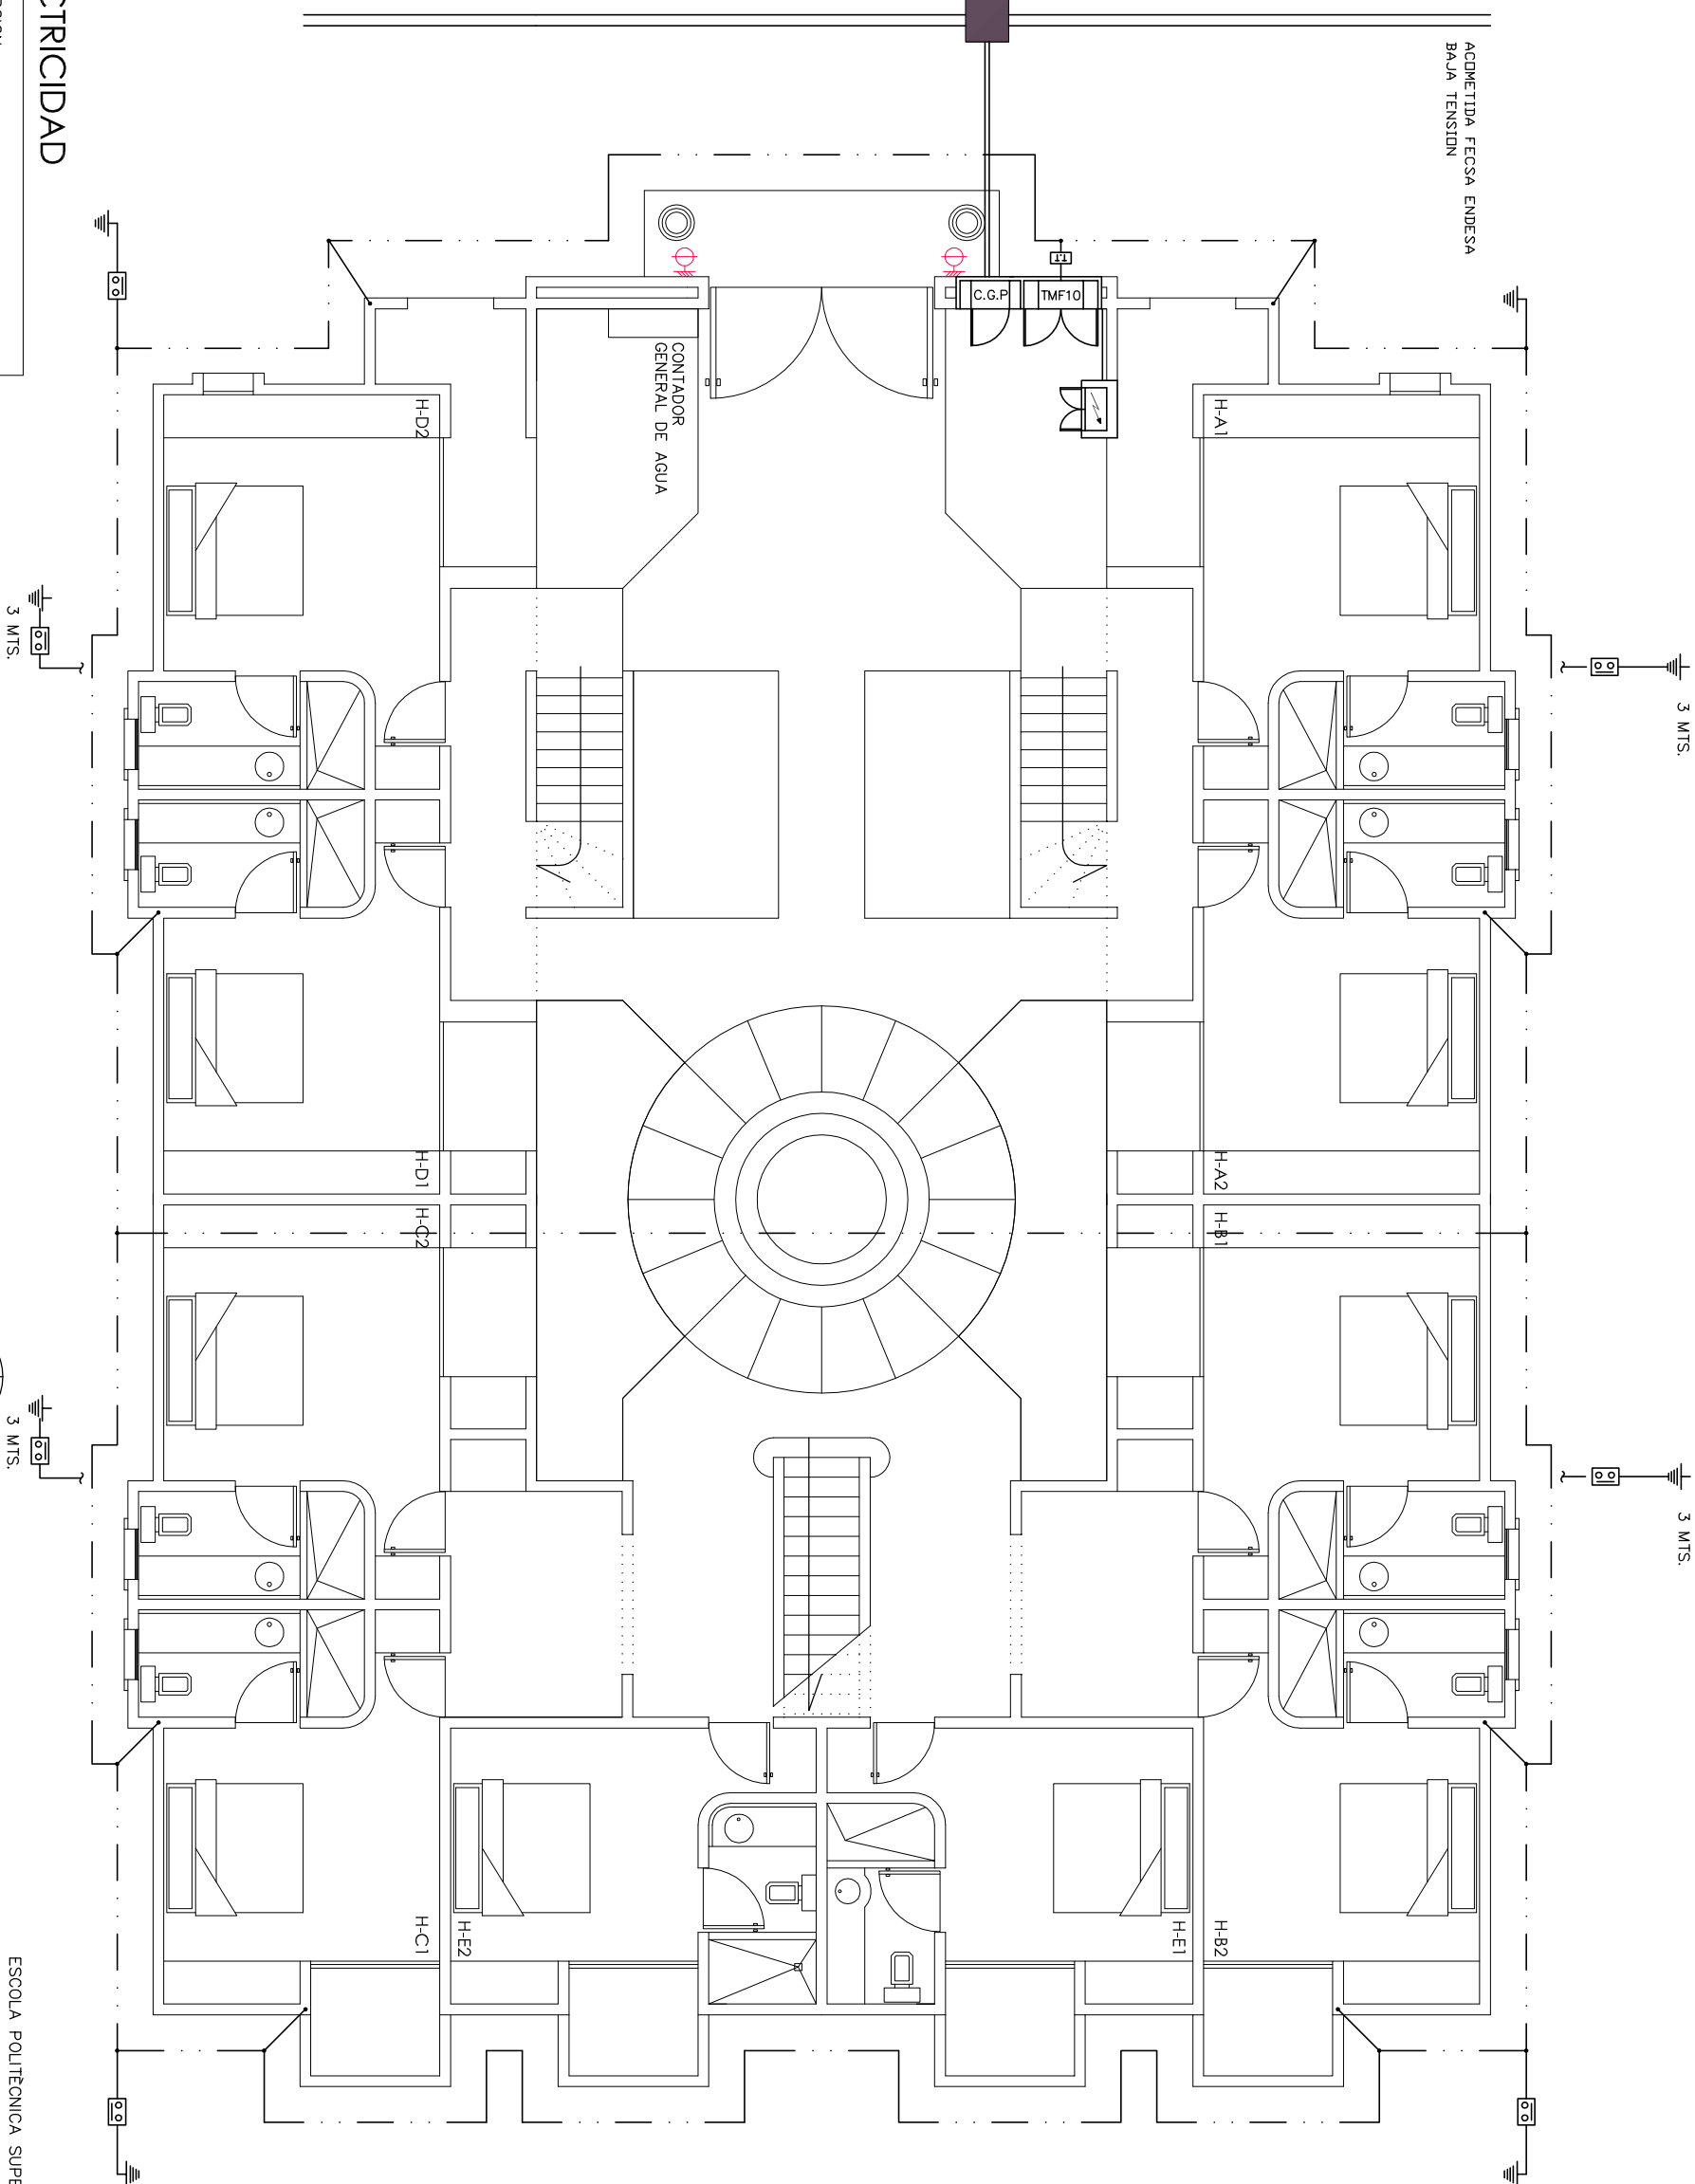 ACOMETIDA FECSA ENDESA
BAJA TENSION
3 MTS.
3 MTS.
H-A1
H-A2
H-B1
H-B2
H-E1
C.G.P
TMF10
CONTADOR
GENERAL DE AGUA
H-D2
H-D1
H-C2
H-C1
H-E2
3 MTS.
3 MTS.
CTRICIDAD
ESCOLA POLITÈCNICA SUPE